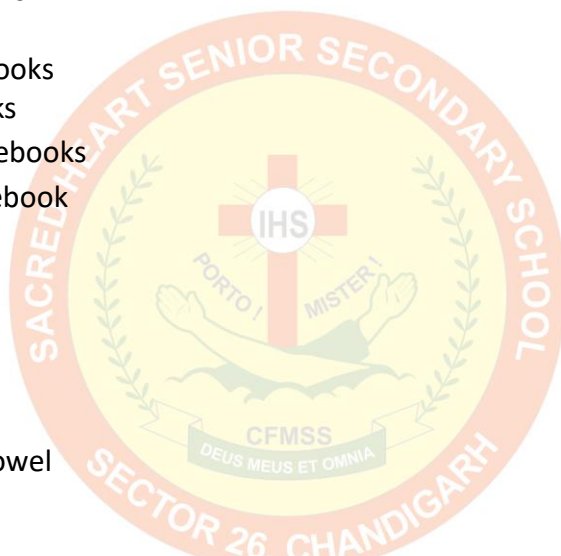 ooks
ks
ebooks
ebook
SACRED HEART SENIOR SECONDARY SCHOOL
IHS
PORTO! MISTER!
CFMSS
DEUS MEUS ET OMNIA
owel
SECTOR 26, CHANDIGARH